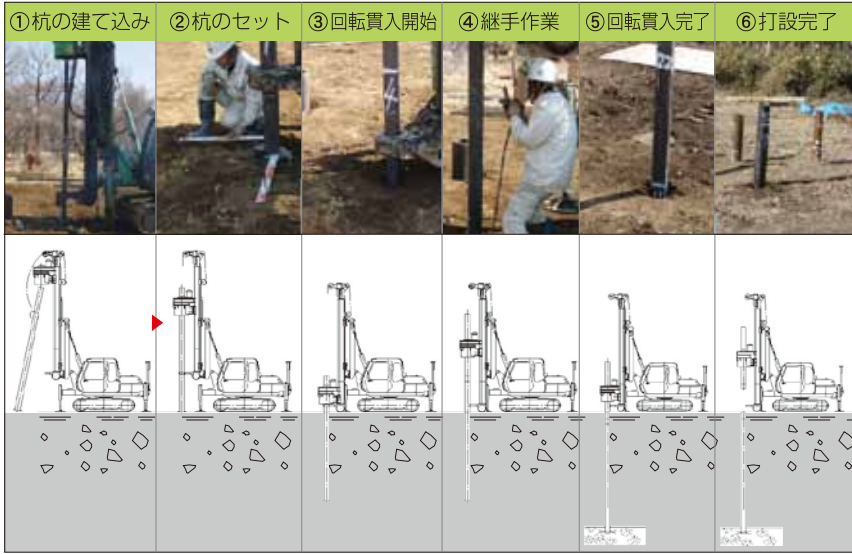 ①杭の建て込み
②杭のセット
③回転貫入開始
④継手作業
⑤回転貫入完了
⑥打設完了